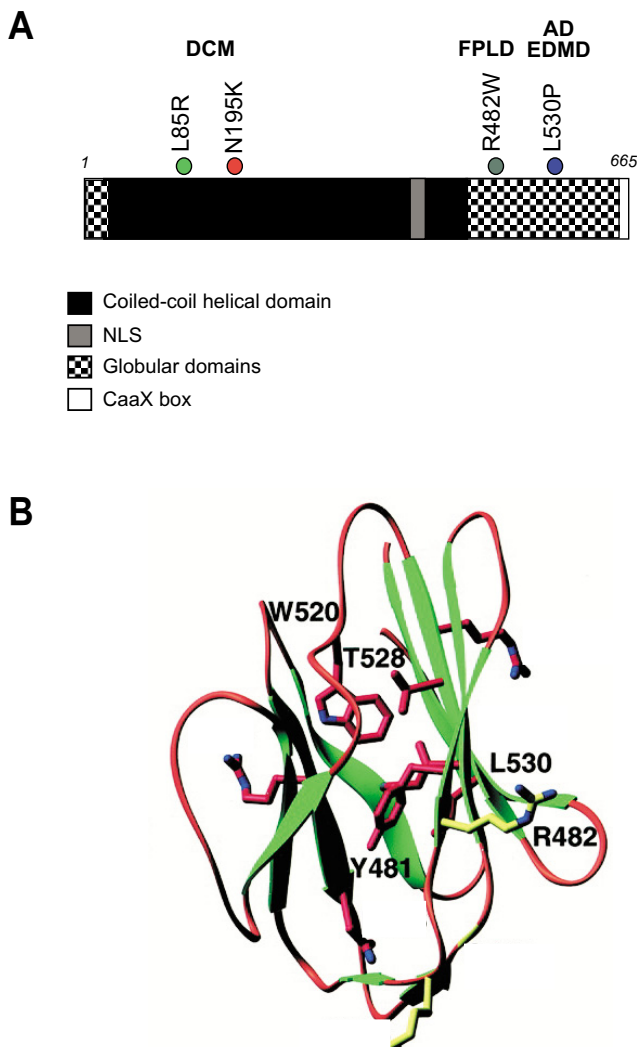 A
DCM
FPLD
AD
EDMD
L85R
N195K
R482W
L530P
1
665
Coiled-coil helical domain
NLS
Globular domains
CaaX box
B
W520
T528
L530
R482
Y481